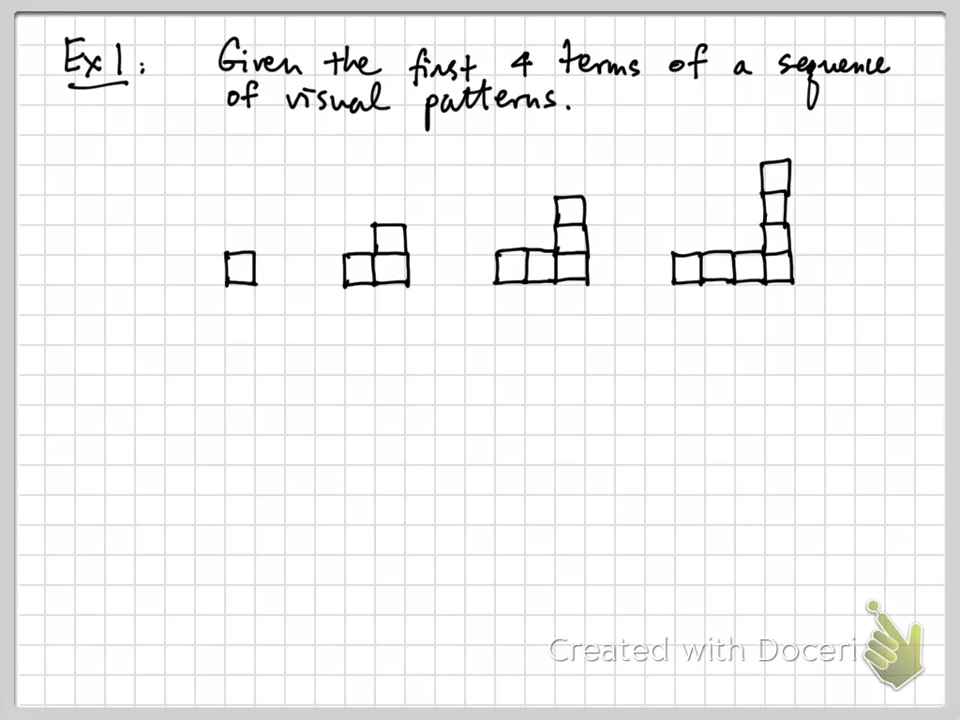 Ex 1: Given the first 4 terms of a sequence
of visual patterns.
Created with Doceri